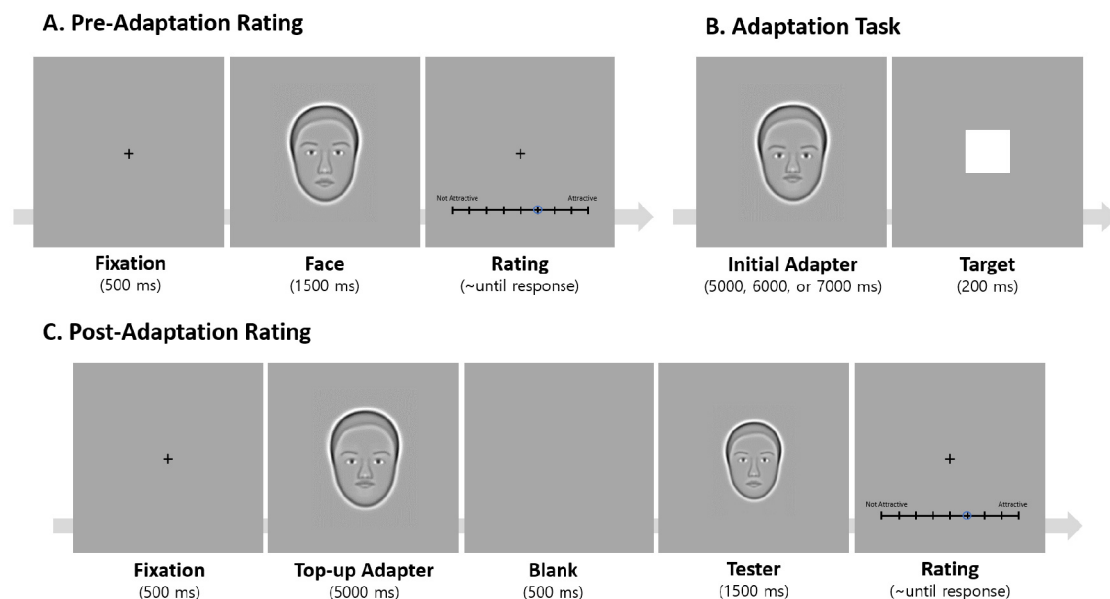 A. Pre-Adaptation Rating
B. Adaptation Task
Not Attractive
Attractive
Fixation
(500 ms)
Face
(1500 ms)
Rating
(~until response)
Initial Adapter
(5000, 6000, or 7000 ms)
Target
(200 ms)
C. Post-Adaptation Rating
Not Attractive
Attractive
Fixation
(500 ms)
Top-up Adapter
(5000 ms)
Blank
(500 ms)
Tester
(1500 ms)
Rating
(~until response)